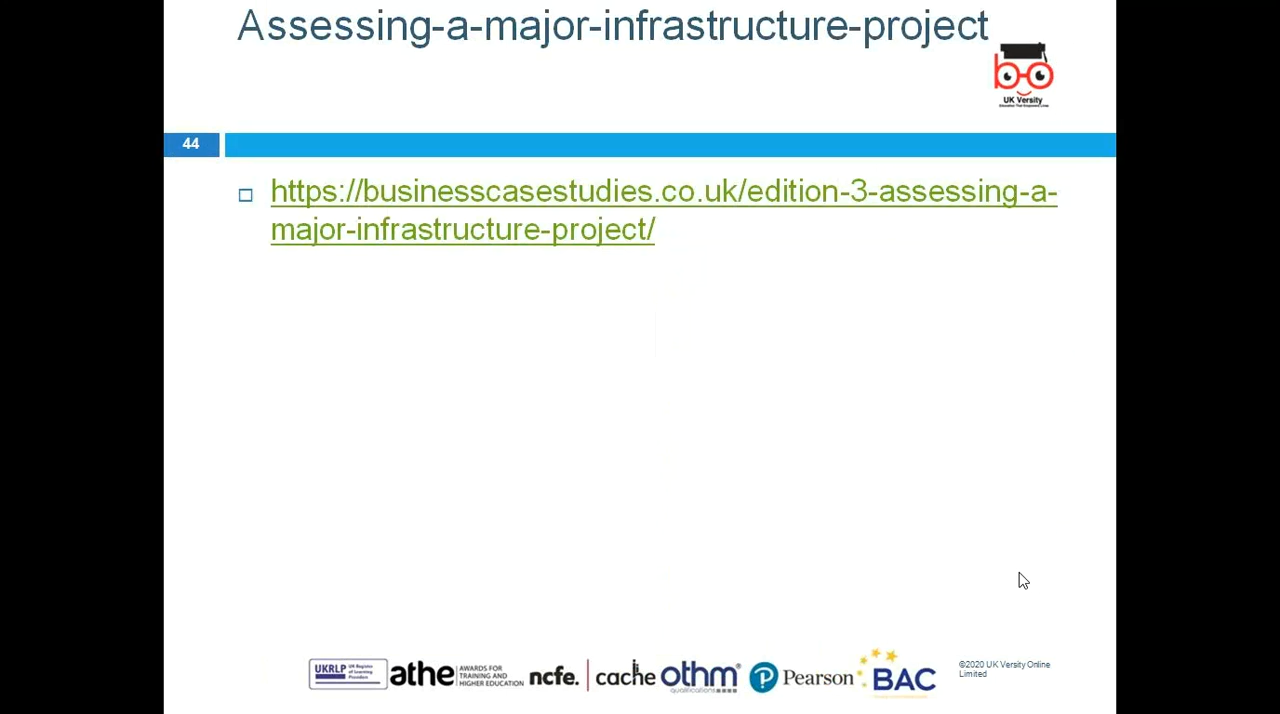 Assessing-a-major-infrastructure-project
UK Versity
44
https://businesscasestudies.co.uk/edition-3-assessing-a-
major-infrastructure-project/
UKRLP
UK Register
of Learning
Providers
athe
AWARDS FOR
TRAINING AND
HIGHER EDUCATION
ncfe.
cache
othm
qualifications
Pearson
BAC
©2020 UK Versity Online
Limited